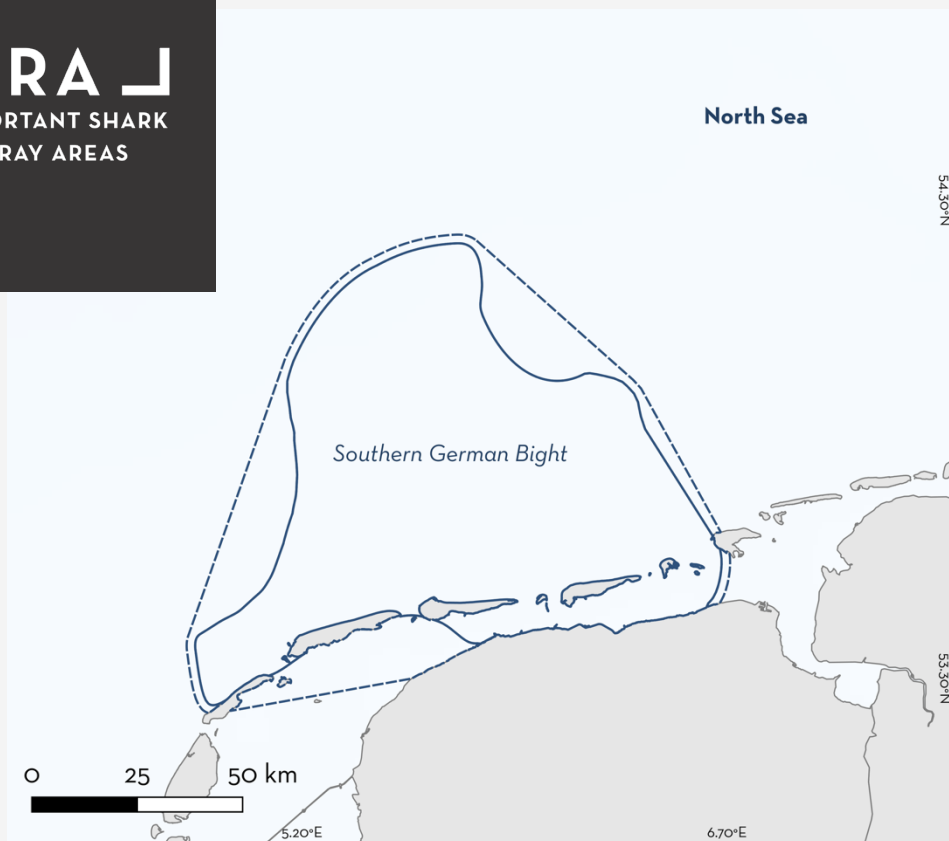 RA
ORTANT SHARK
RAY AREAS
North Sea
54.30°N
Southern German Bight
53.30°N
0 25 50 km
5.20°E 6.70°E